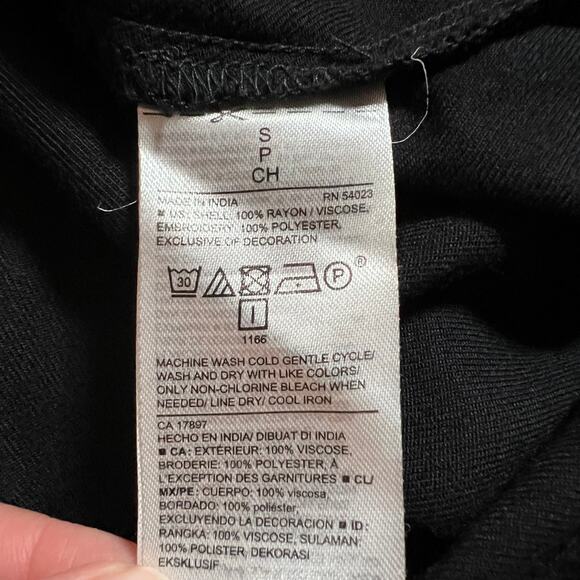 S
P
CH
MADE IN INDIA RN 54023
■ US: SHELL: 100% RAYON / VISCOSE,
EMBROIDERY: 100% POLYESTER,
EXCLUSIVE OF DECORATION
30 P ®
I
1166
MACHINE WASH COLD GENTLE CYCLE/
WASH AND DRY WITH LIKE COLORS/
ONLY NON-CHLORINE BLEACH WHEN
NEEDED/ LINE DRY/ COOL IRON
CA 17897
HECHO EN INDIA/ DIBUAT DI INDIA
■ CA: EXTÉRIEUR: 100% VISCOSE,
BRODERIE: 100% POLYESTER, À
L'EXCEPTION DES GARNITURES ■ CL/
MX/PE: CUERPO: 100% viscosa,
BORDADO: 100% poliéster,
EXCLUYENDO LA DECORACION ■ ID:
RANGKA: 100% VISCOSE, SULAMAN:
100% POLISTER, DEKORASI
EKSKLUSIF